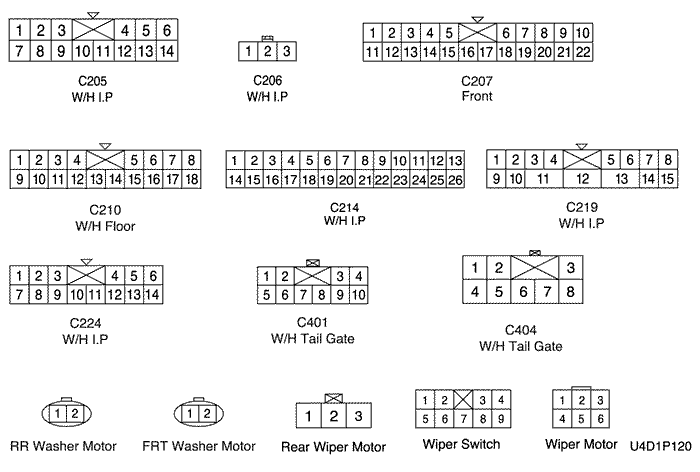 1 2 3 4 5 6
7 8 9 10 11 12 13 14
C205
W/H I.P
1 2 3
C206
W/H I.P
1 2 3 4 5 6 7 8 9 10
11 12 13 14 15 16 17 18 19 20 21 22
C207
Front
1 2 3 4 5 6 7 8
9 10 11 12 13 14 15 16 17 18
C210
W/H Floor
1 2 3 4 5 6 7 8 9 10 11 12 13
14 15 16 17 18 19 20 21 22 23 24 25 26
C214
W/H I.P
1 2 3 4 5 6 7 8
9 10 11 12 13 14 15
C219
W/H I.P
1 2 3 4 5 6
7 8 9 10 11 12 13 14
C224
W/H I.P
1 2 3 4
5 6 7 8 9 10
C401
W/H Tail Gate
1 2 3
4 5 6 7 8
C404
W/H Tail Gate
1 2
RR Washer Motor
1 2
FRT Washer Motor
1 2 3
Rear Wiper Motor
1 2 3 4
5 6 7 8 9
Wiper Switch
1 2 3
4 5 6
Wiper Motor
U4D1P120